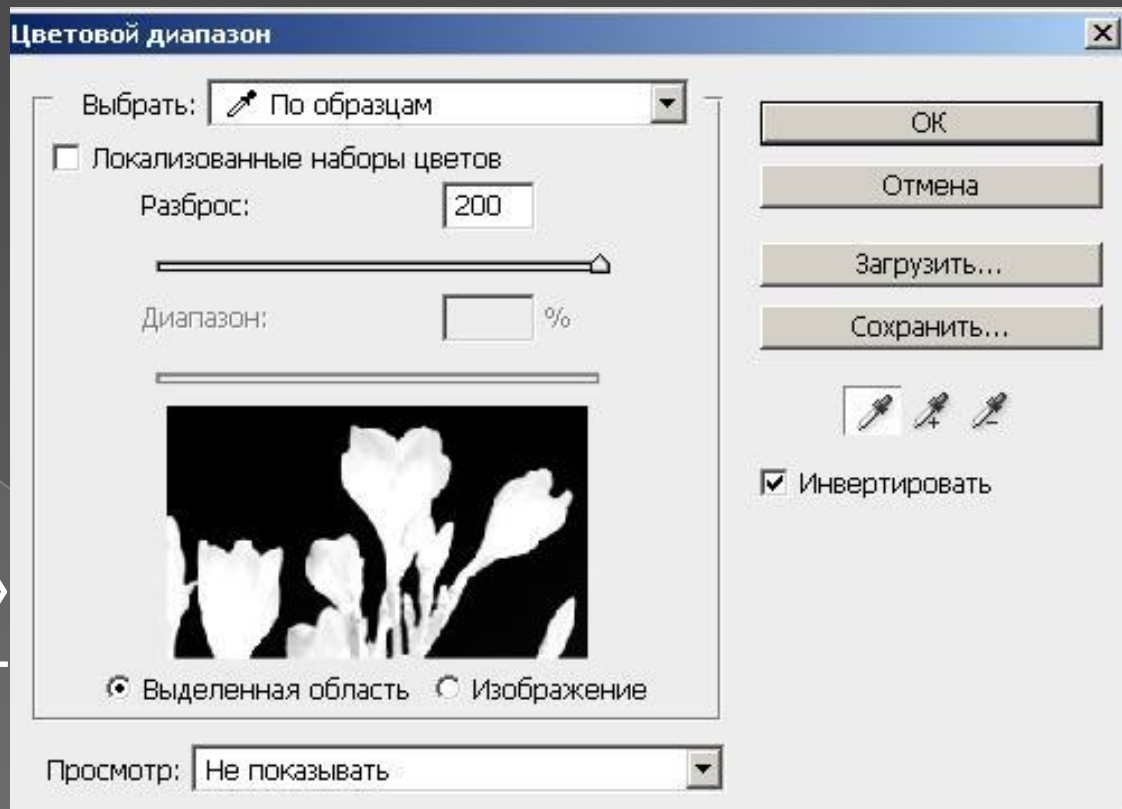 Цветовой диапазон
Выбрать: По образцам
Локализованные наборы цветов
Разброс: 200
Диапазон: %
Выделенная область Изображение
Просмотр: Не показывать
OK
Отмена
Загрузить...
Сохранить...
Инвертировать